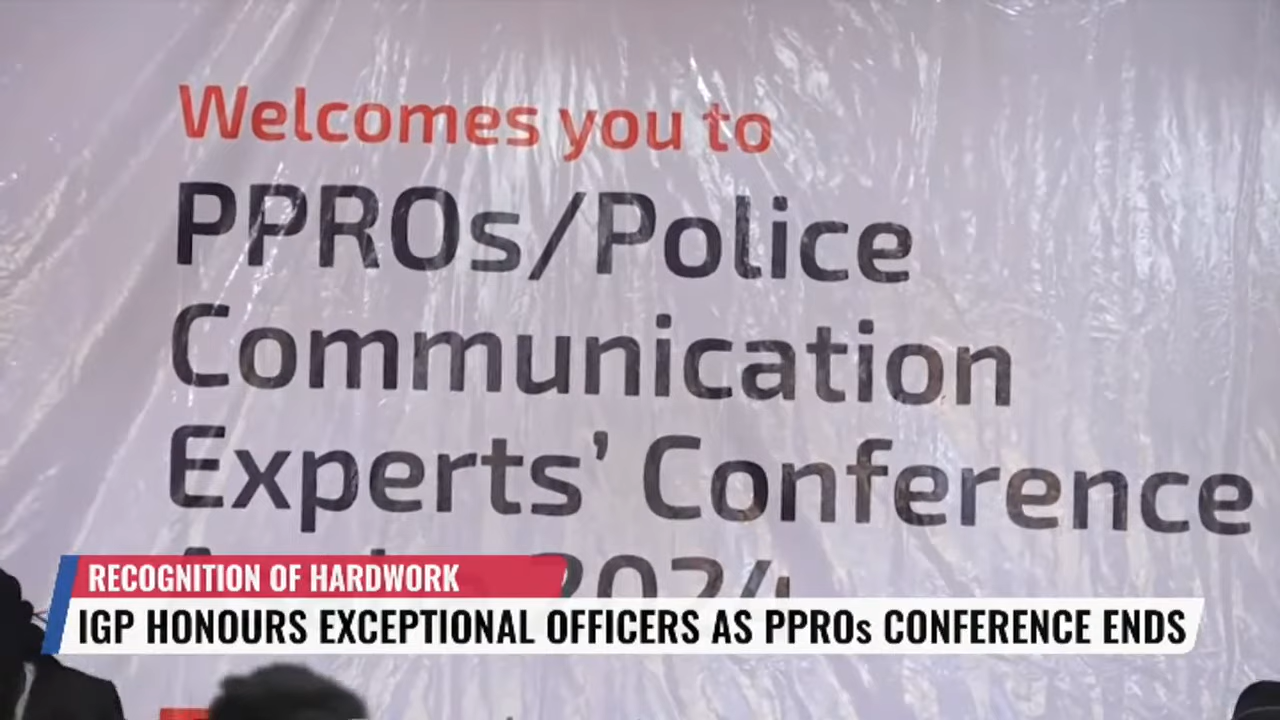 Welcomes you to
PPROs/Police
Communication
Experts' Conference
2024
RECOGNITION OF HARDWORK
IGP HONOURS EXCEPTIONAL OFFICERS AS PPROs CONFERENCE ENDS